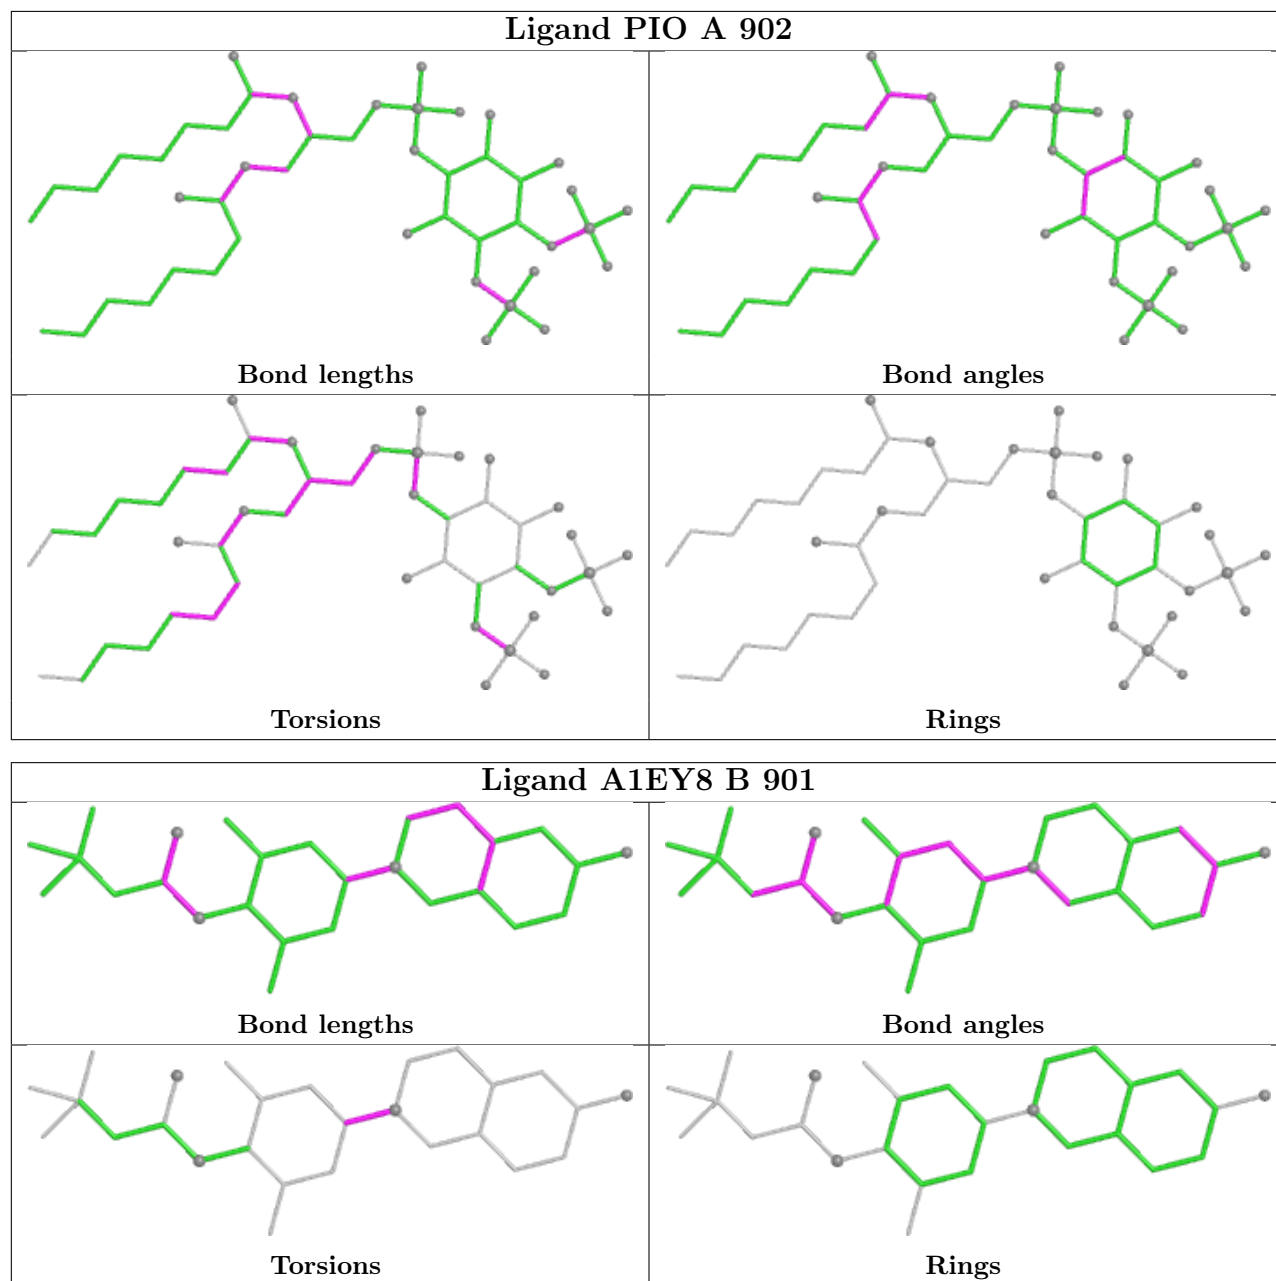 Ligand PIO A 902
Bond lengths
Bond angles
Torsions
Rings
Ligand A1EY8 B 901
Bond lengths
Bond angles
Torsions
Rings